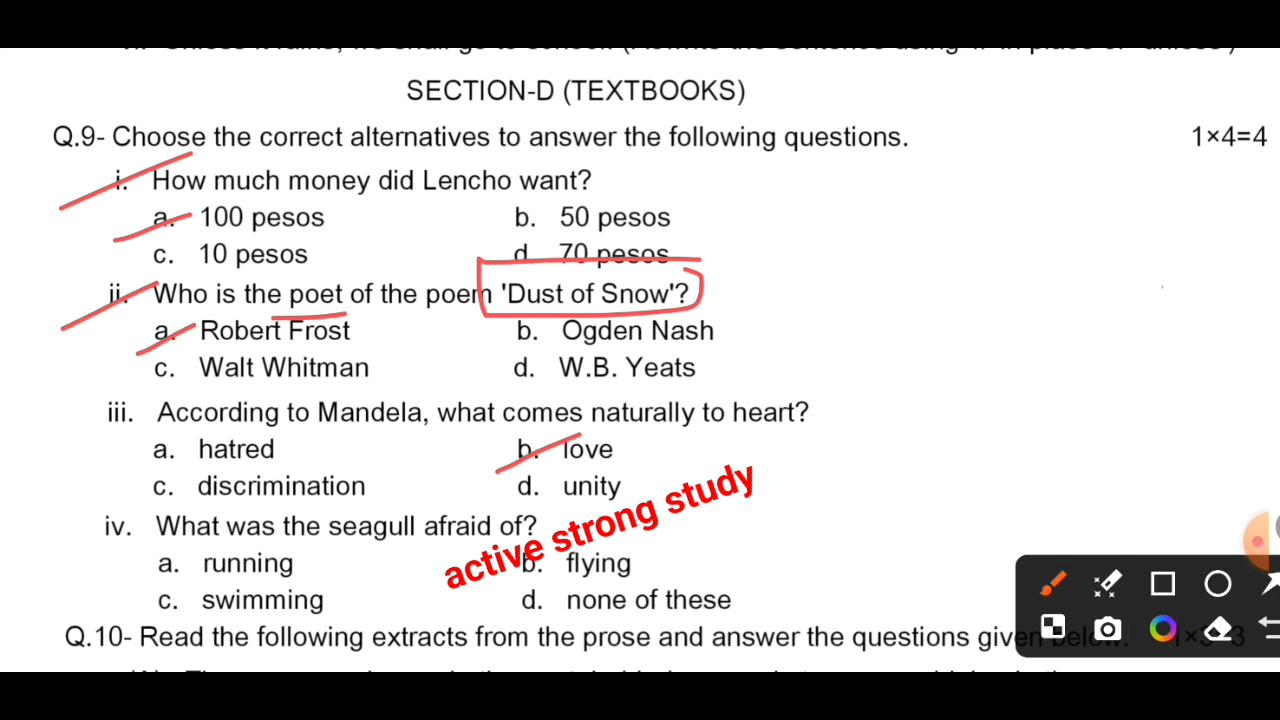 SECTION-D (TEXTBOOKS)
Q.9- Choose the correct alternatives to answer the following questions. 1×4=4
i. How much money did Lencho want?
a. 100 pesos b. 50 pesos
c. 10 pesos d. 70 pesos
ii. Who is the poet of the poem 'Dust of Snow'?
a. Robert Frost b. Ogden Nash
c. Walt Whitman d. W.B. Yeats
iii. According to Mandela, what comes naturally to heart?
a. hatred b. love
c. discrimination d. unity
iv. What was the seagull afraid of?
active strong study
a. running b. flying
c. swimming d. none of these
Q.10- Read the following extracts from the prose and answer the questions given below.